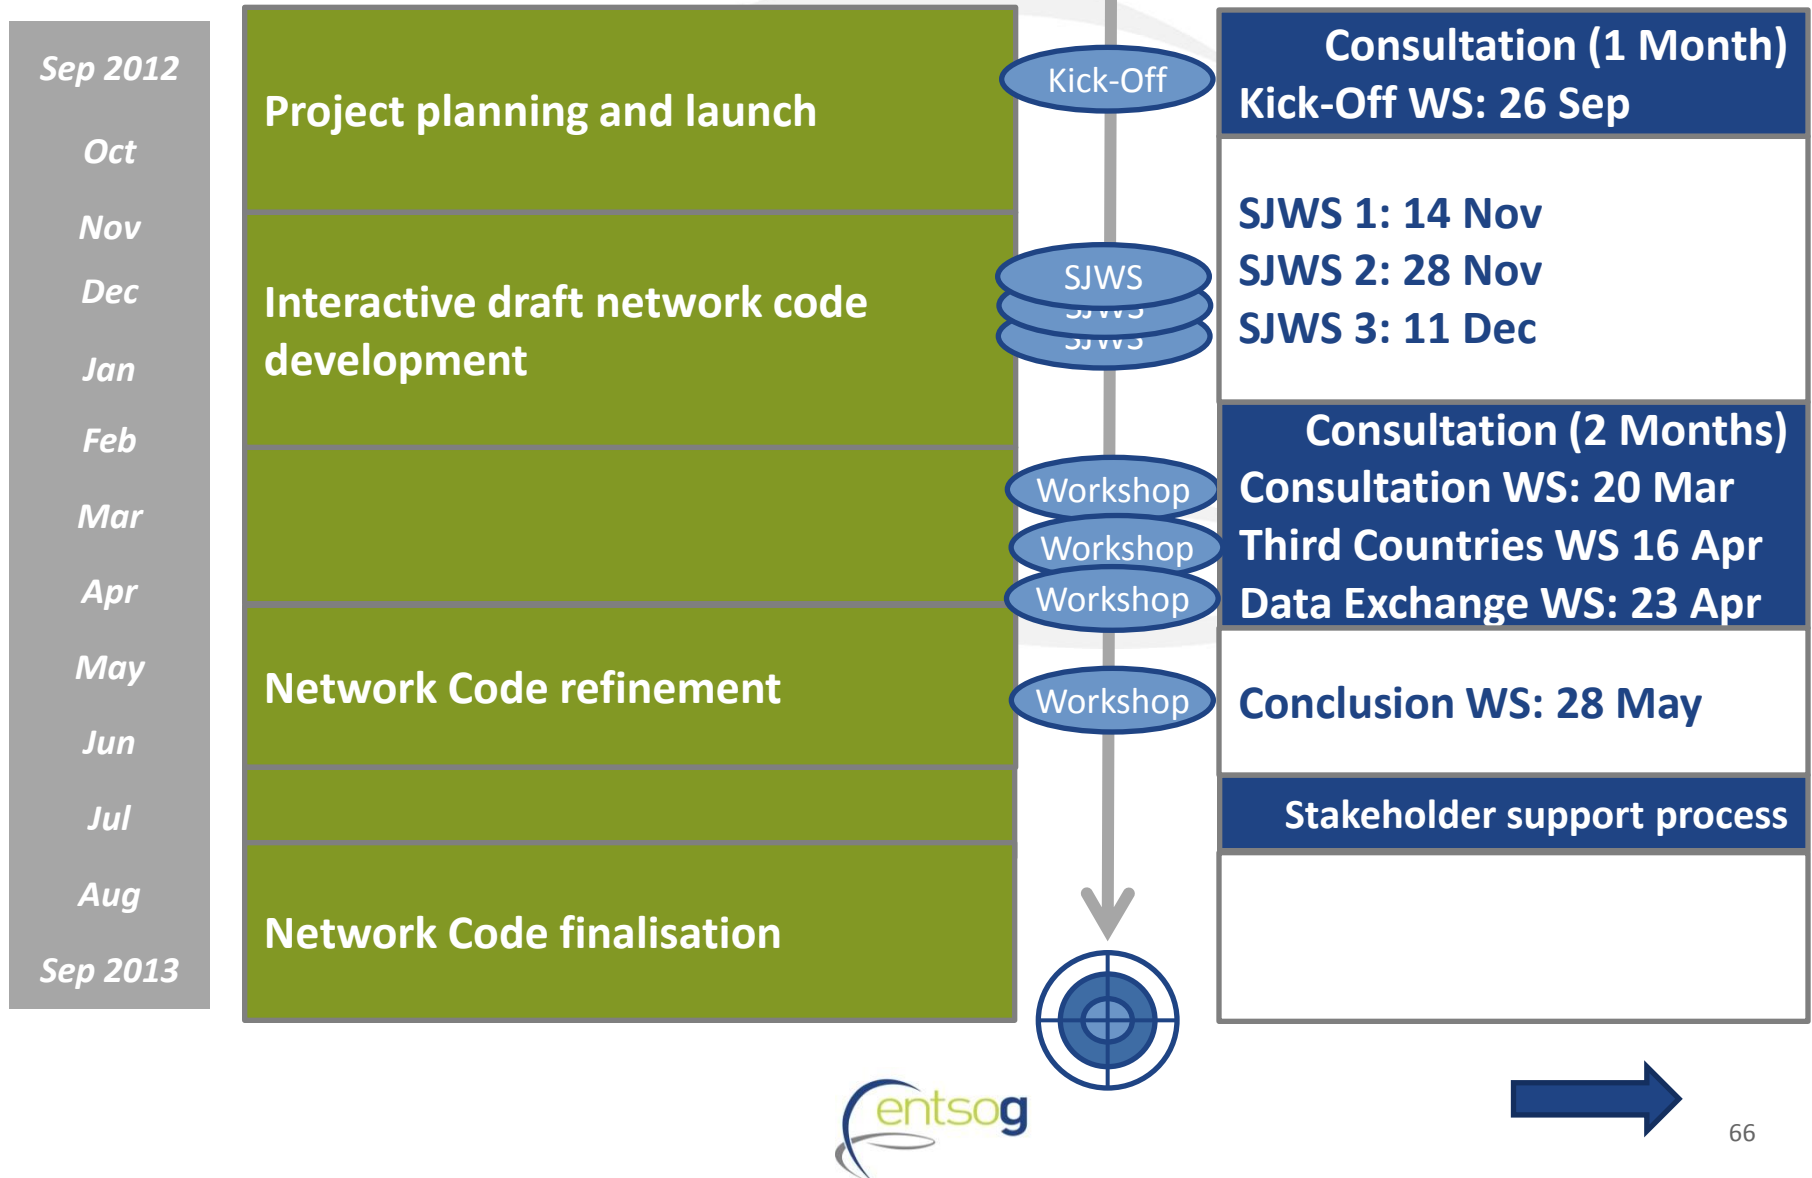 Sep 2012
Oct
Nov
Dec
Jan
Feb
Mar
Apr
May
Jun
Jul
Aug
Sep 2013
Project planning and launch
Interactive draft network code
development
Network Code refinement
Network Code finalisation
Kick-Off
SJWS
SJWS
SJWS
Workshop
Workshop
Workshop
Workshop
Consultation (1 Month)
Kick-Off WS: 26 Sep
SJWS 1: 14 Nov
SJWS 2: 28 Nov
SJWS 3: 11 Dec
Consultation (2 Months)
Consultation WS: 20 Mar
Third Countries WS 16 Apr
Data Exchange WS: 23 Apr
Conclusion WS: 28 May
Stakeholder support process
entsog
66